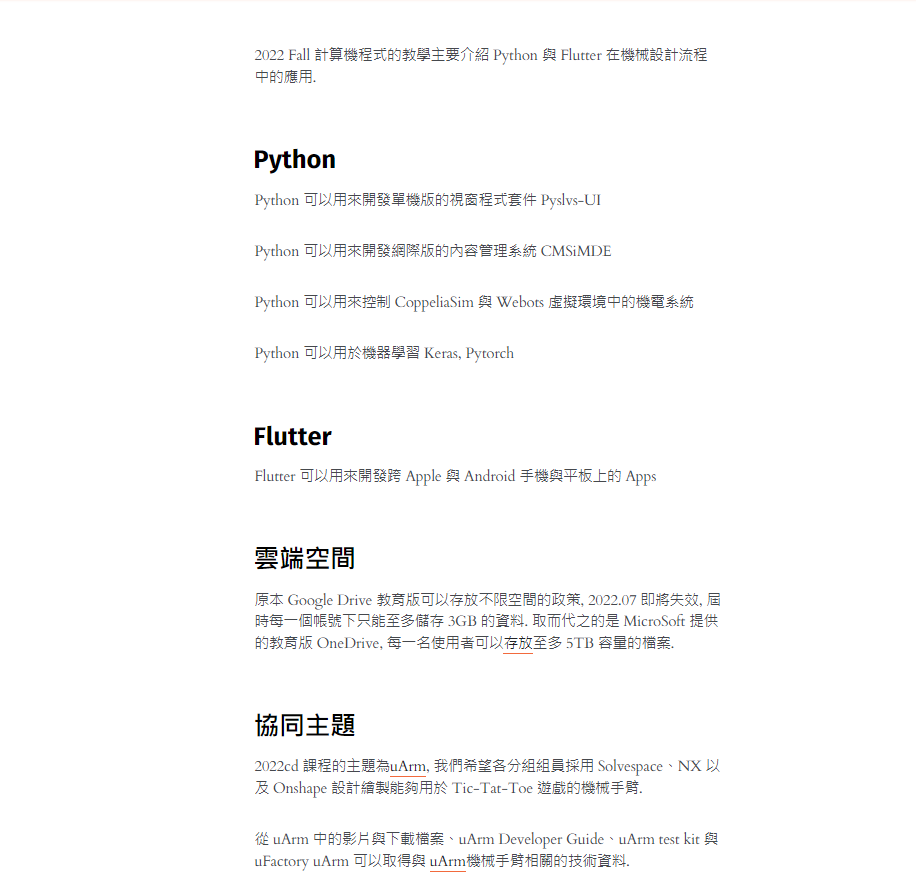 2022 Fall 計算機程式的教學主要介紹 Python 與 Flutter 在機械設計流程
中的應用.
Python
Python 可以用來開發單機版的視窗程式套件 Pyslvs-UI
Python 可以用來開發網際版的內容管理系統 CMSiMDE
Python 可以用來控制 CoppeliaSim 與 Webots 虛擬環境中的機電系統
Python 可以用於機器學習 Keras, Pytorch
Flutter
Flutter 可以用來開發跨 Apple 與 Android 手機與平板上的 Apps
雲端空間
原本 Google Drive 教育版可以存放不限空間的政策, 2022.07 即將失效, 屆
時每一個帳號下只能至多儲存 3GB 的資料. 取而代之的是 MicroSoft 提供
的教育版 OneDrive, 每一名使用者可以存放至多 5TB 容量的檔案.
協同主題
2022cd 課程的主題為uArm, 我們希望各分組組員採用 Solvespace、NX 以
及 Onshape 設計繪製能夠用於 Tic-Tat-Toe 遊戲的機械手臂.
從 uArm 中的影片與下載檔案、uArm Developer Guide、uArm test kit 與
uFactory uArm 可以取得與 uArm機械手臂相關的技術資料.